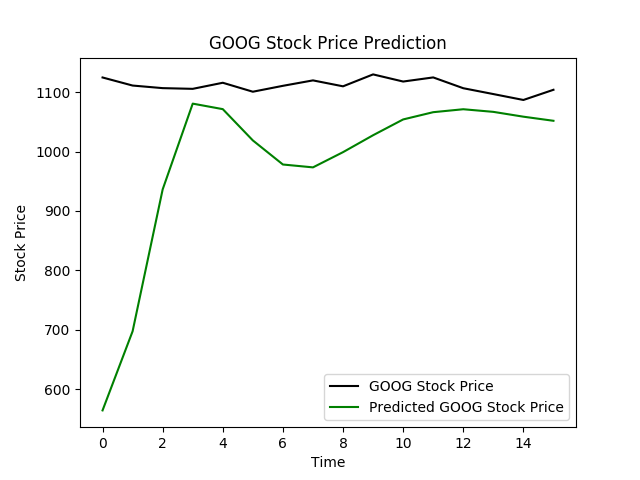 GOOG Stock Price Prediction
1100
1000
900
800
700
600
Stock Price
GOOG Stock Price
Predicted GOOG Stock Price
0 2 4 6 8 10 12 14
Time